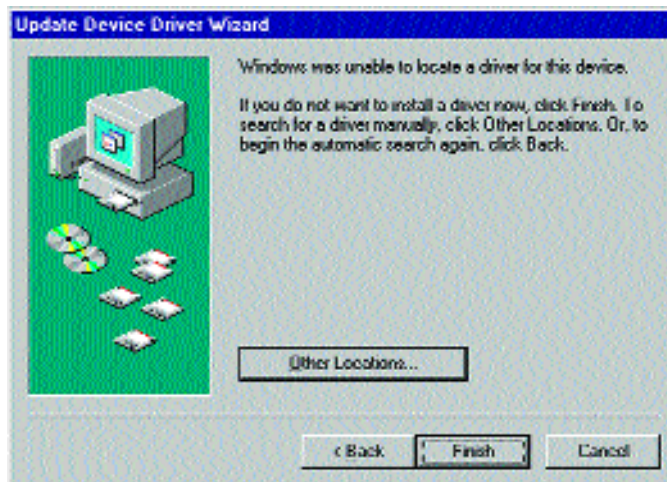 Update Device Driver Wizard
Windows was unable to locate a driver for this device.
If you do not want to install a driver now, click Finish. To
search for a driver manually, click Other Locations. Or, to
begin the automatic search again, click Back.
Other Locations...
< Back Finish Cancel